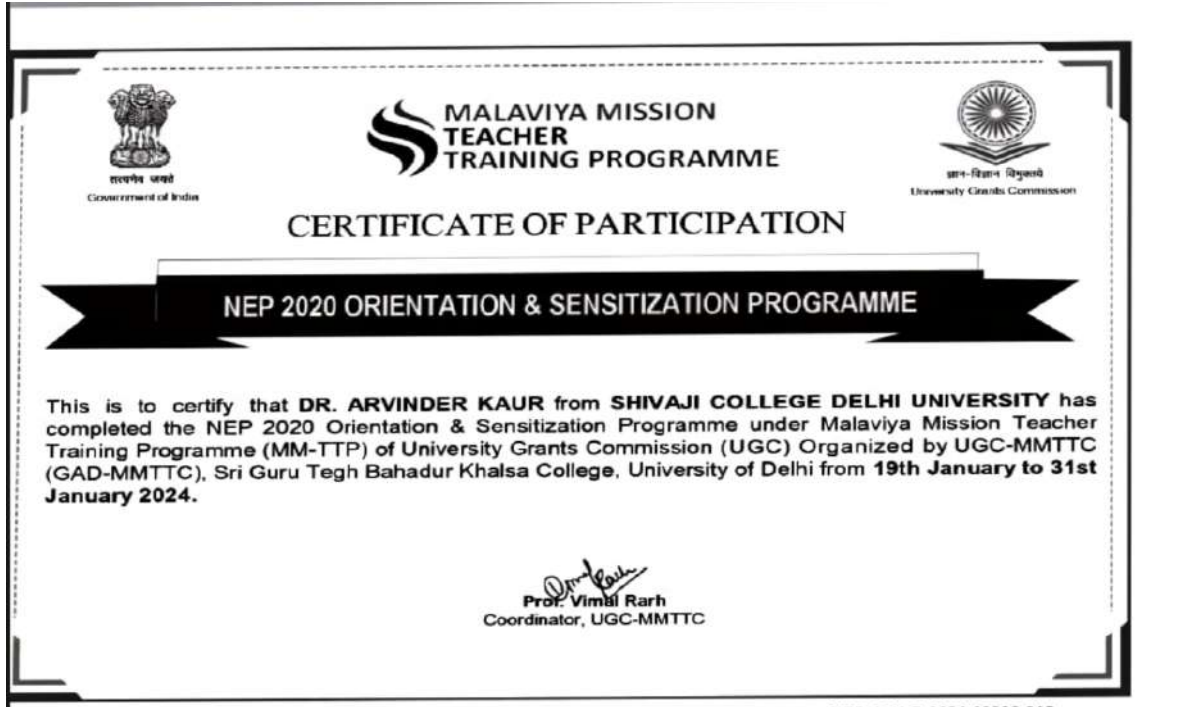 MALAVIYA MISSION
TEACHER
TRAINING PROGRAMME
सत्यमेव जयते
Government of India
ज्ञान-विज्ञान विमुक्तये
University Grants Commission
CERTIFICATE OF PARTICIPATION
NEP 2020 ORIENTATION & SENSITIZATION PROGRAMME
This is to certify that DR. ARVINDER KAUR from SHIVAJI COLLEGE DELHI UNIVERSITY has
completed the NEP 2020 Orientation & Sensitization Programme under Malaviya Mission Teacher
Training Programme (MM-TTP) of University Grants Commission (UGC) Organized by UGC-MMTTC
(GAD-MMTTC), Sri Guru Tegh Bahadur Khalsa College, University of Delhi from 19th January to 31st
January 2024.
Prof. Vimal Rarh
Coordinator, UGC-MMTTC